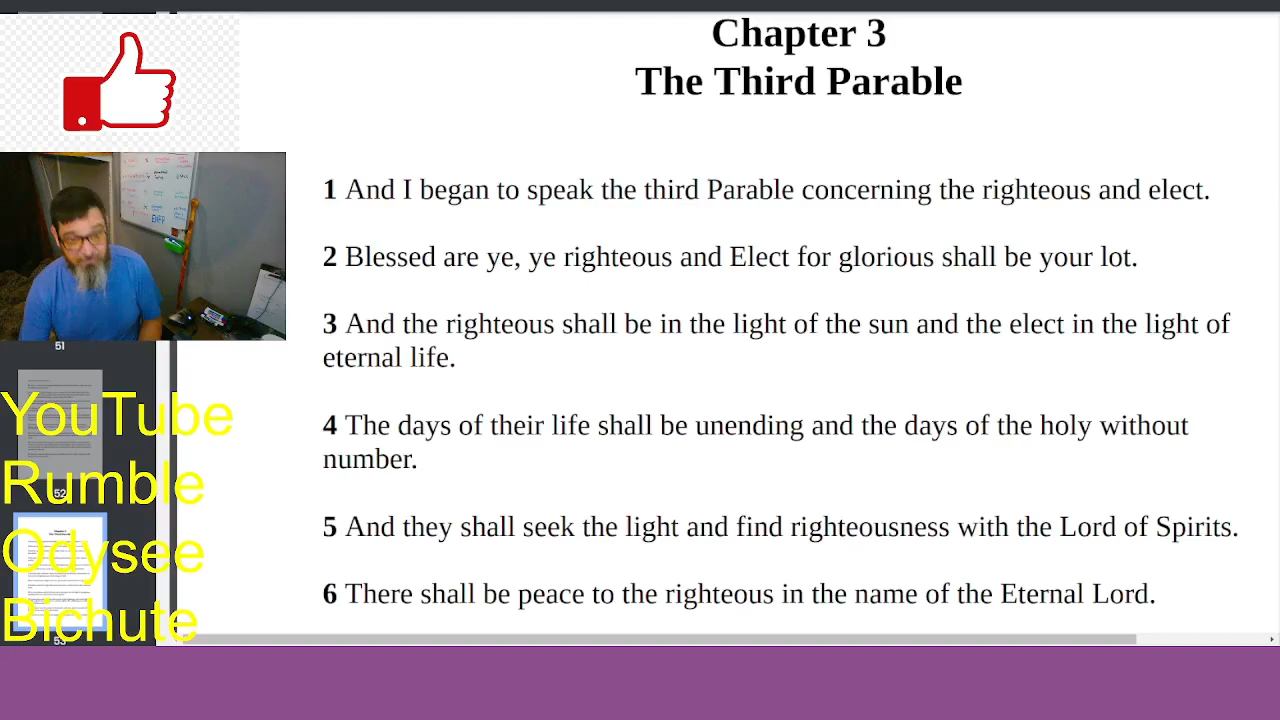 Chapter 3
The Third Parable
1 And I began to speak the third Parable concerning the righteous and elect.
2 Blessed are ye, ye righteous and Elect for glorious shall be your lot.
3 And the righteous shall be in the light of the sun and the elect in the light of
eternal life.
4 The days of their life shall be unending and the days of the holy without
number.
5 And they shall seek the light and find righteousness with the Lord of Spirits.
6 There shall be peace to the righteous in the name of the Eternal Lord.
51
YouTube
Rumble
52
Odysee
Bichute
53